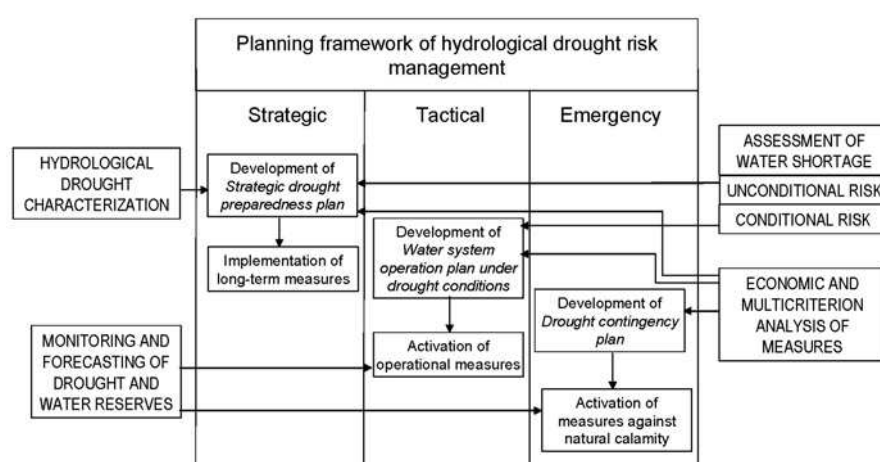 Planning framework of hydrological drought risk
management
Strategic
Tactical
Emergency
HYDROLOGICAL
DROUGHT
CHARACTERIZATION
Development of
Strategic drought
preparedness plan
Implementation of
long-term measures
Development of
Water system
operation plan under
drought conditions
Activation of
operational measures
Development of
Drought contingency
plan
Activation of
measures against
natural calamity
MONITORING AND
FORECASTING OF
DROUGHT AND
WATER RESERVES
ASSESSMENT OF
WATER SHORTAGE
UNCONDITIONAL RISK
CONDITIONAL RISK
ECONOMIC AND
MULTICRITERION
ANALYSIS OF
MEASURES